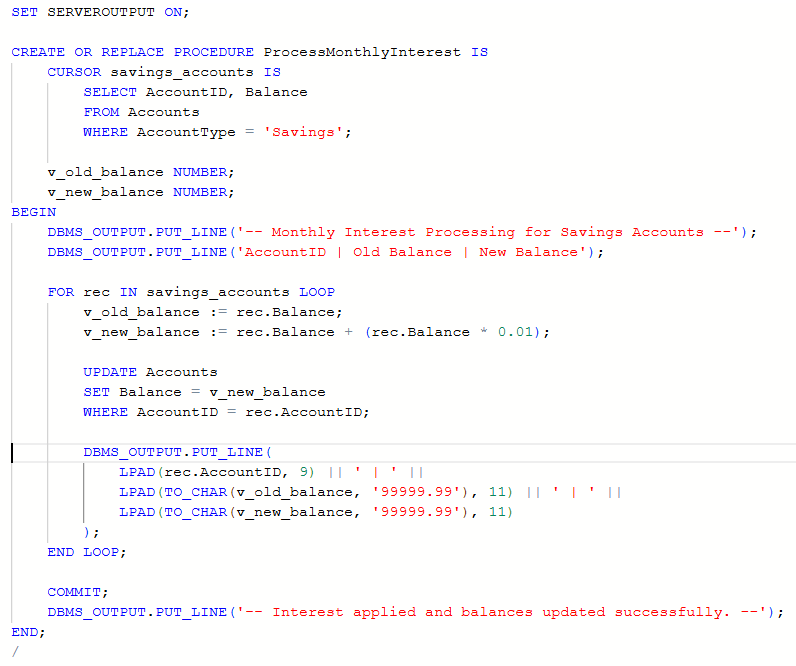 SET SERVEROUTPUT ON;

CREATE OR REPLACE PROCEDURE ProcessMonthlyInterest IS
    CURSOR savings_accounts IS
        SELECT AccountID, Balance
        FROM Accounts
        WHERE AccountType = 'Savings';

    v_old_balance NUMBER;
    v_new_balance NUMBER;
BEGIN
    DBMS_OUTPUT.PUT_LINE('-- Monthly Interest Processing for Savings Accounts --');
    DBMS_OUTPUT.PUT_LINE('AccountID | Old Balance | New Balance');

    FOR rec IN savings_accounts LOOP
        v_old_balance := rec.Balance;
        v_new_balance := rec.Balance + (rec.Balance * 0.01);

        UPDATE Accounts
        SET Balance = v_new_balance
        WHERE AccountID = rec.AccountID;

        DBMS_OUTPUT.PUT_LINE(
            LPAD(rec.AccountID, 9) || ' | ' ||
            LPAD(TO_CHAR(v_old_balance, '99999.99'), 11) || ' | ' ||
            LPAD(TO_CHAR(v_new_balance, '99999.99'), 11)
        );
    END LOOP;

    COMMIT;
    DBMS_OUTPUT.PUT_LINE('-- Interest applied and balances updated successfully. --');
END;
/